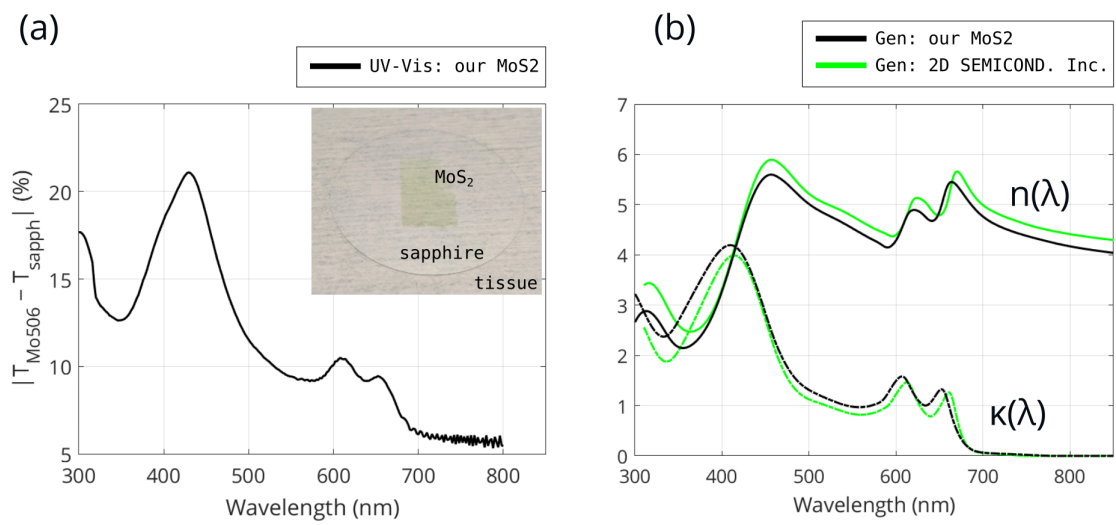 (a)
UV-Vis: our MoS2
25
20
15
10
5
|T_Mo506 − T_sapph| (%)
MoS₂
sapphire
tissue
300 400 500 600 700 800
Wavelength (nm)
(b)
Gen: our MoS2
Gen: 2D SEMICOND. Inc.
7
6
5
4
3
2
1
0
n(λ)
κ(λ)
300 400 500 600 700 800
Wavelength (nm)